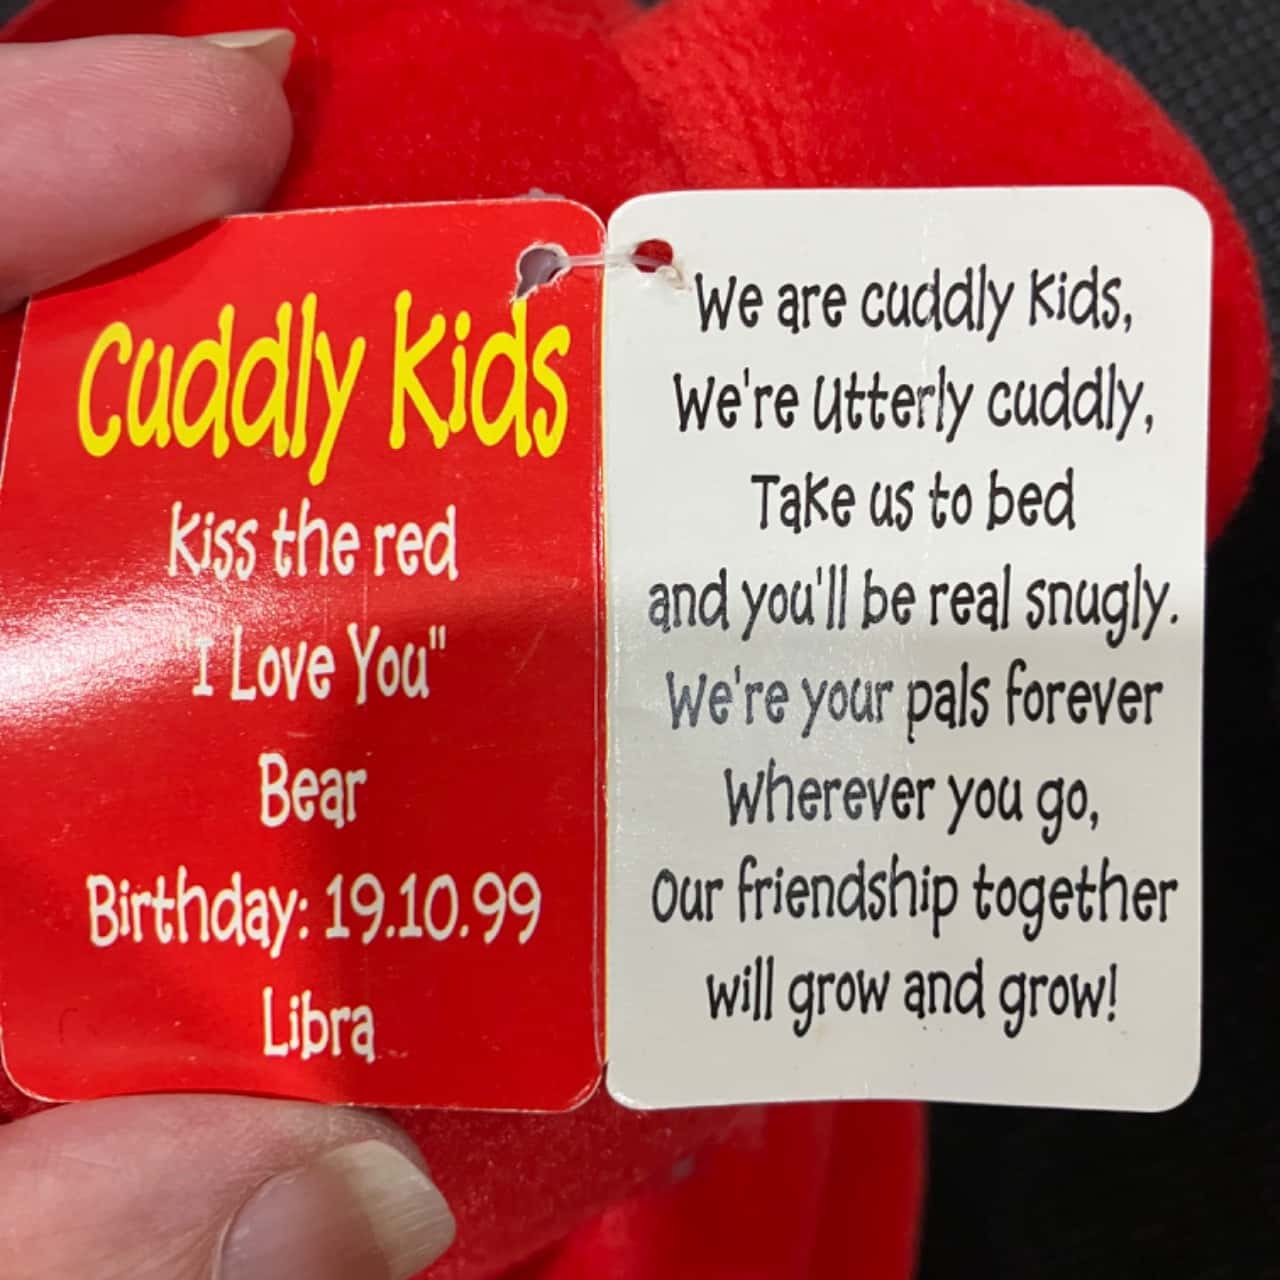 Cuddly Kids
Kiss the red
"I Love You"
Bear
Birthday: 19.10.99
Libra
We are cuddly Kids,
We're Utterly cuddly,
Take us to bed
and you'll be real snugly.
We're your pals forever
Wherever you go,
Our friendship together
will grow and grow!